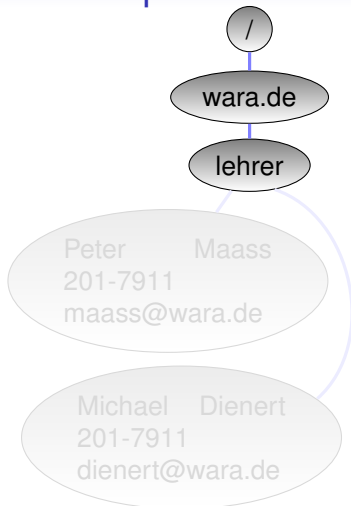 /
wara.de
lehrer
Peter Maass
201-7911
maass@wara.de
Michael Dienert
201-7911
dienert@wara.de